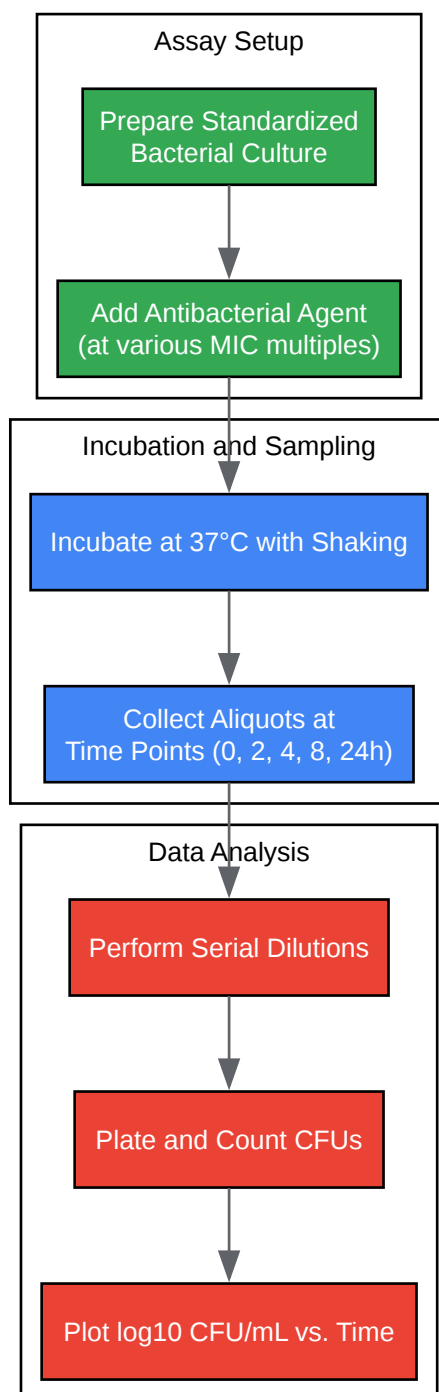 Assay Setup
Prepare Standardized
Bacterial Culture
Add Antibacterial Agent
(at various MIC multiples)
Incubation and Sampling
Incubate at 37°C with Shaking
Collect Aliquots at
Time Points (0, 2, 4, 8, 24h)
Data Analysis
Perform Serial Dilutions
Plate and Count CFUs
Plot log10 CFU/mL vs. Time